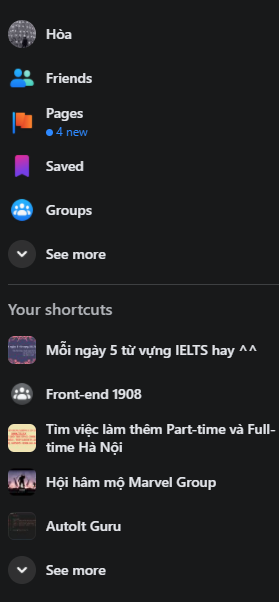 Hòa
Friends
Pages
4 new
Saved
Groups
See more
Your shortcuts
Mỗi ngày 5 từ vựng IELTS hay ^^
Front-end 1908
Tìm việc làm thêm Part-time và Full-
time Hà Nội
Hội hâm mộ Marvel Group
AutoIt Guru
See more